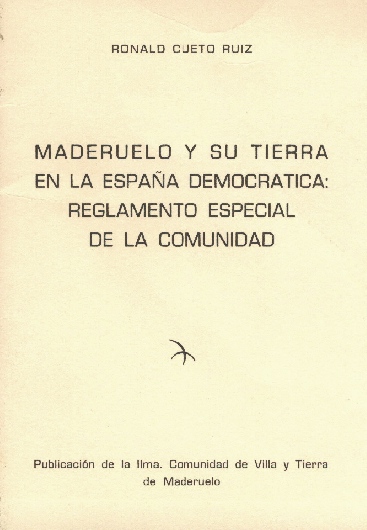 RONALD CUETO RUIZ
MADERUELO Y SU TIERRA
EN LA ESPAÑA DEMOCRATICA:
REGLAMENTO ESPECIAL
DE LA COMUNIDAD
Publicación de la Ilma. Comunidad de Villa y Tierra
de Maderuelo